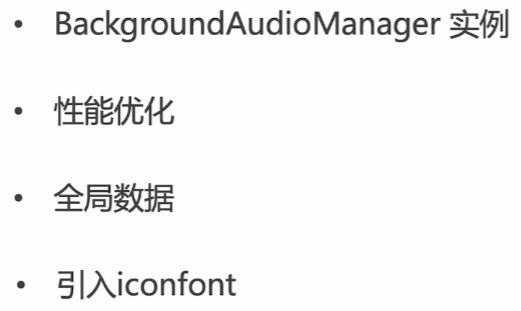 • BackgroundAudioManager 实例
• 性能优化
• 全局数据
• 引入iconfont